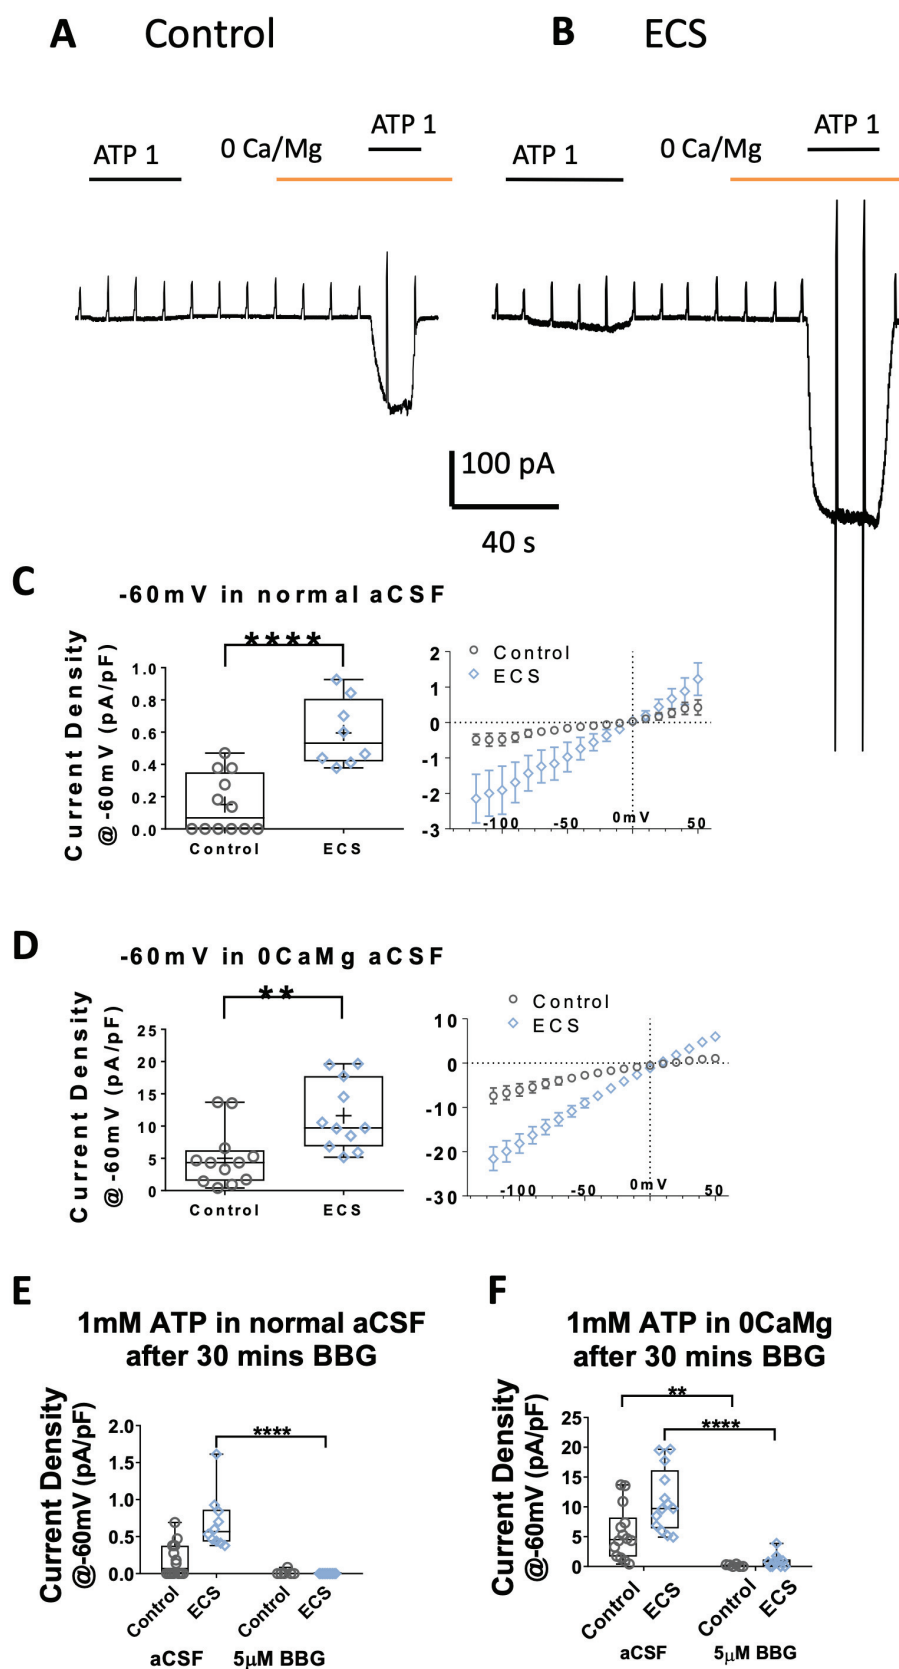 A Control B ECS
ATP 1 0 Ca/Mg ATP 1 ATP 1 0 Ca/Mg ATP 1
100 pA
40 s
C
-60mV in normal aCSF
****
Current Density
@-60mV (pA/pF)
1.0
0.8
0.6
0.4
0.2
0.0
Control ECS
Control
ECS
2
1
0
-1
-2
-3
-100 -50 0mV 50
D
-60mV in 0CaMg aCSF
**
Current Density
@-60mV (pA/pF)
25
20
15
10
5
0
Control ECS
Control
ECS
10
0
-10
-20
-30
-100 -50 0mV 50
E
1mM ATP in normal aCSF
after 30 mins BBG
Current Density
@-60mV (pA/pF)
****
2.0
1.5
1.0
0.5
0.0
Control ECS Control ECS
aCSF 5μM BBG
F
1mM ATP in 0CaMg
after 30 mins BBG
Current Density
@-60mV (pA/pF)
**
****
25
20
15
10
5
0
Control ECS Control ECS
aCSF 5μM BBG